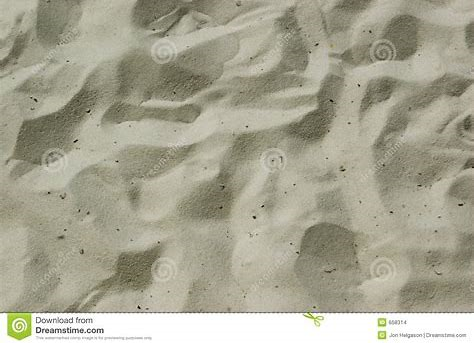 Download from
Dreamstime.com
This watermarked comp image is for previewing purposes only.
658314
Jon Helgason | Dreamstime.com